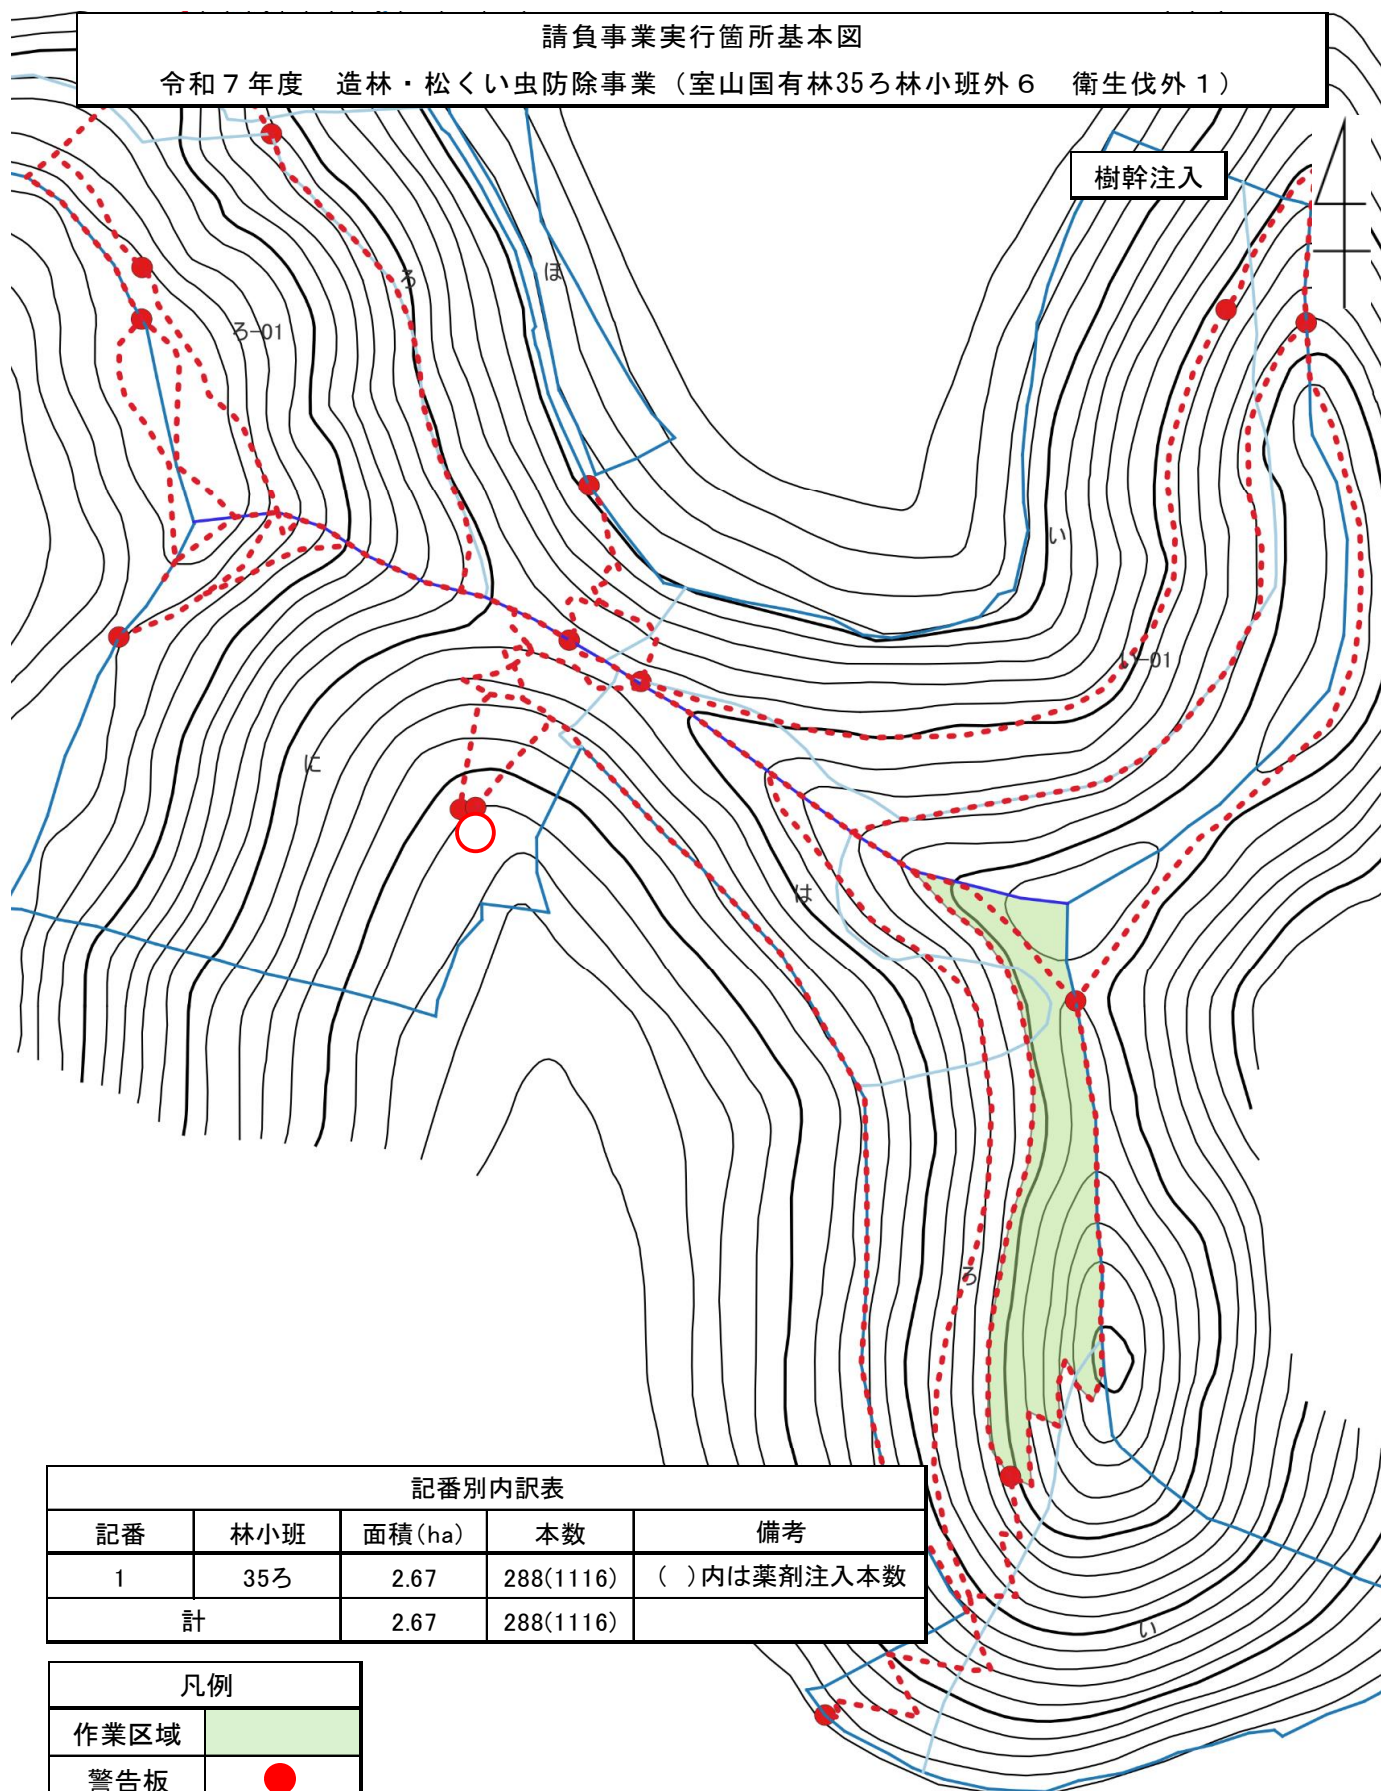 請負事業実行箇所基本図
令和７年度　造林・松くい虫防除事業（室山国有林35ろ林小班外６　衛生伐外１）
樹幹注入
ろ
ほ
ろ-01
い
い-01
に
は
ろ
い
記番別内訳表
記番 林小班 面積(ha) 本数 備考
1 35ろ 2.67 288(1116) (　)内は薬剤注入本数
計 2.67 288(1116)
凡例
作業区域
警告板